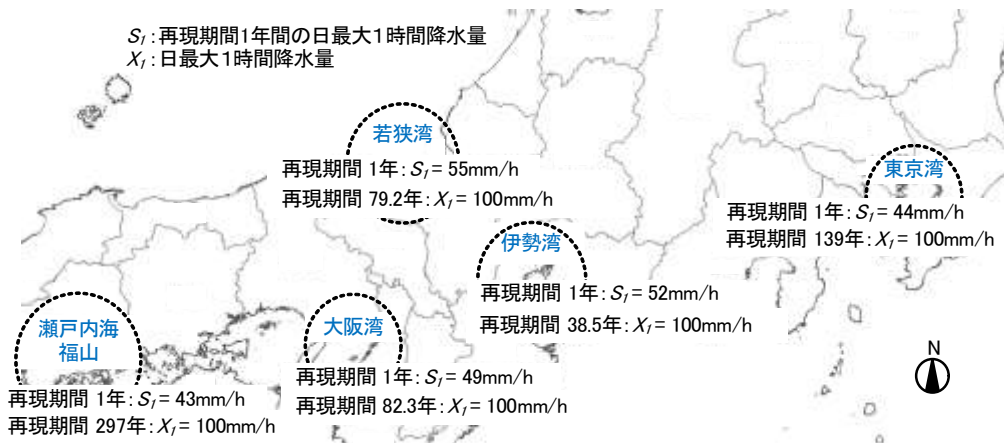 S₁:再現期間1年間の日最大1時間降水量
X₁:日最大1時間降水量
若狭湾
再現期間 1年:S₁= 55mm/h
再現期間 79.2年:X₁= 100mm/h
東京湾
再現期間 1年:S₁= 44mm/h
再現期間 139年:X₁= 100mm/h
伊勢湾
再現期間 1年:S₁= 52mm/h
再現期間 38.5年:X₁= 100mm/h
瀬戸内海
福山
再現期間 1年:S₁= 43mm/h
再現期間 297年:X₁= 100mm/h
大阪湾
再現期間 1年:S₁= 49mm/h
再現期間 82.3年:X₁= 100mm/h
N